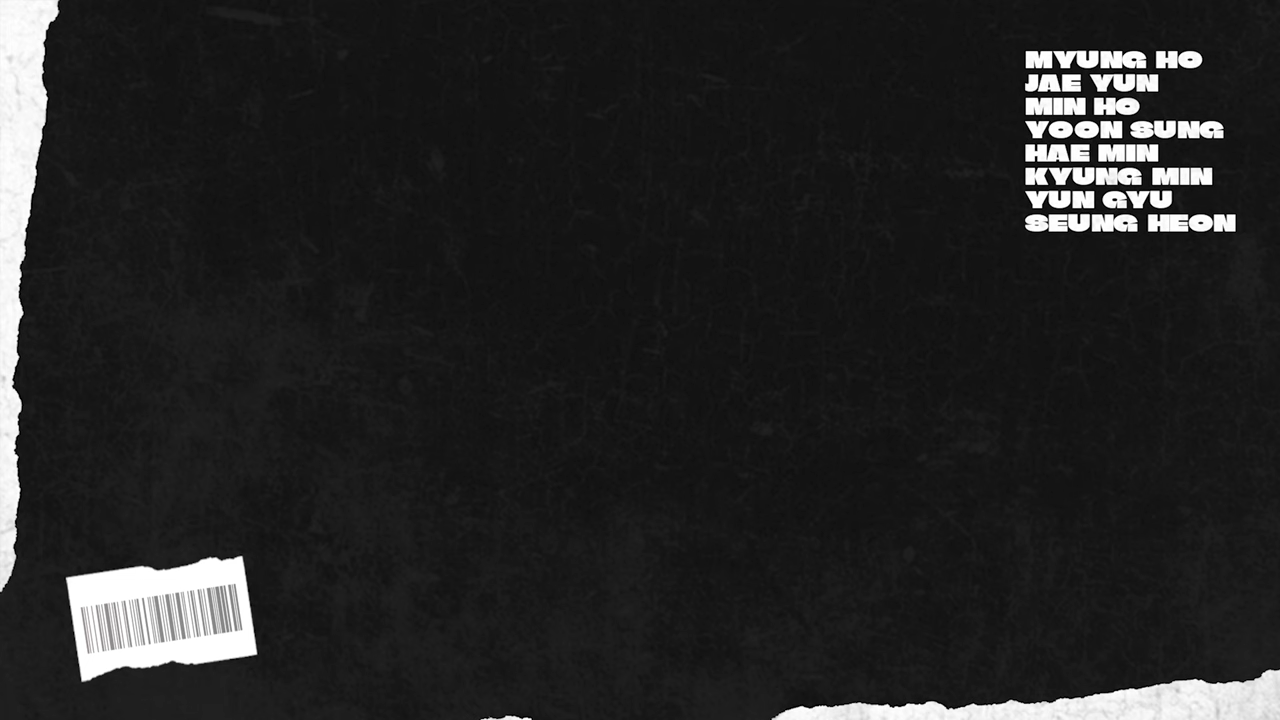 MYUNG HO
JAE YUN
MIN HO
YOON SUNG
HAE MIN
KYUNG MIN
YUN GYU
SEUNG HEON